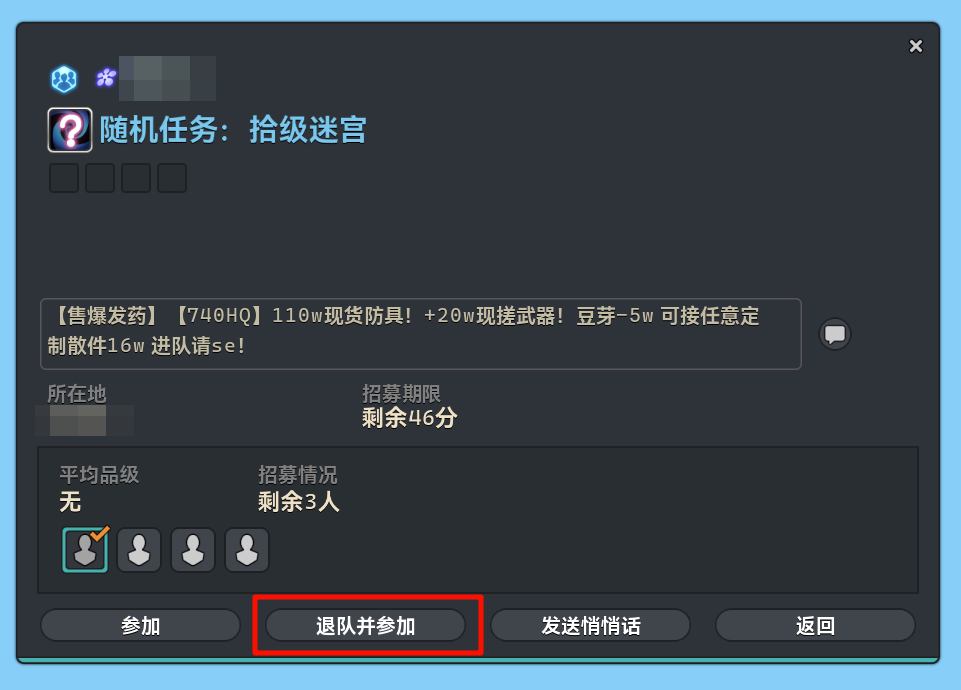 随机任务：拾级迷宫
【售爆发药】【740HQ】110w现货防具！+20w现搓武器！豆芽-5w 可接任意定
制散件16w 进队请se！
所在地
招募期限
剩余46分
平均品级
招募情况
无
剩余3人
参加
退队并参加
发送悄悄话
返回